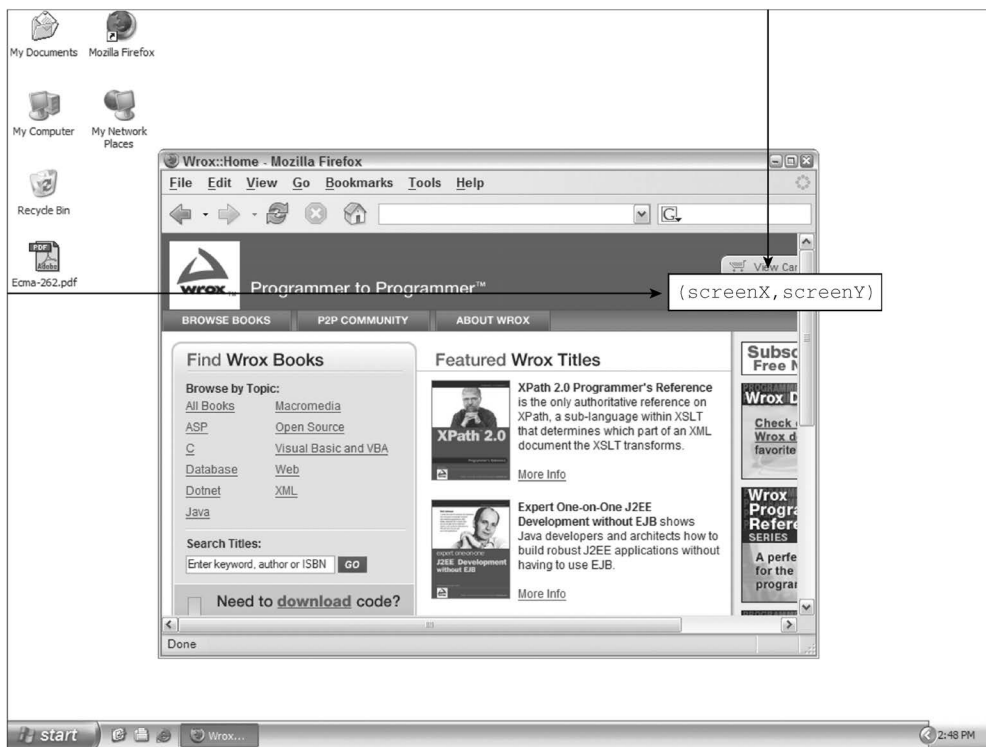 My Documents
Mozilla Firefox
My Computer
My Network
Places
Recycle Bin
Ecma-262.pdf
PDF
Adobe
Wrox::Home - Mozilla Firefox
File Edit View Go Bookmarks Tools Help
G
View Car
wrox™
Programmer to Programmer™
(screenX,screenY)
BROWSE BOOKS
P2P COMMUNITY
ABOUT WROX
Find Wrox Books
Browse by Topic:
All Books
Macromedia
ASP
Open Source
C
Visual Basic and VBA
Database
Web
Dotnet
XML
Java
Search Titles:
Enter keyword, author or ISBN
GO
Need to download code?
Featured Wrox Titles
XPath 2.0
XPath 2.0 Programmer's Reference
is the only authoritative reference on
XPath, a sub-language within XSLT
that determines which part of an XML
document the XSLT transforms.
More Info
expert one-on-one
J2EE Development
without EJB
Expert One-on-One J2EE
Development without EJB shows
Java developers and architects how to
build robust J2EE applications without
having to use EJB.
More Info
Subsc
Free N
Wrox D
Check
Wrox d
favorite
Wrox
Progra
Refere
SERIES
A perfe
for the
program
Done
start
Wrox...
2:48 PM